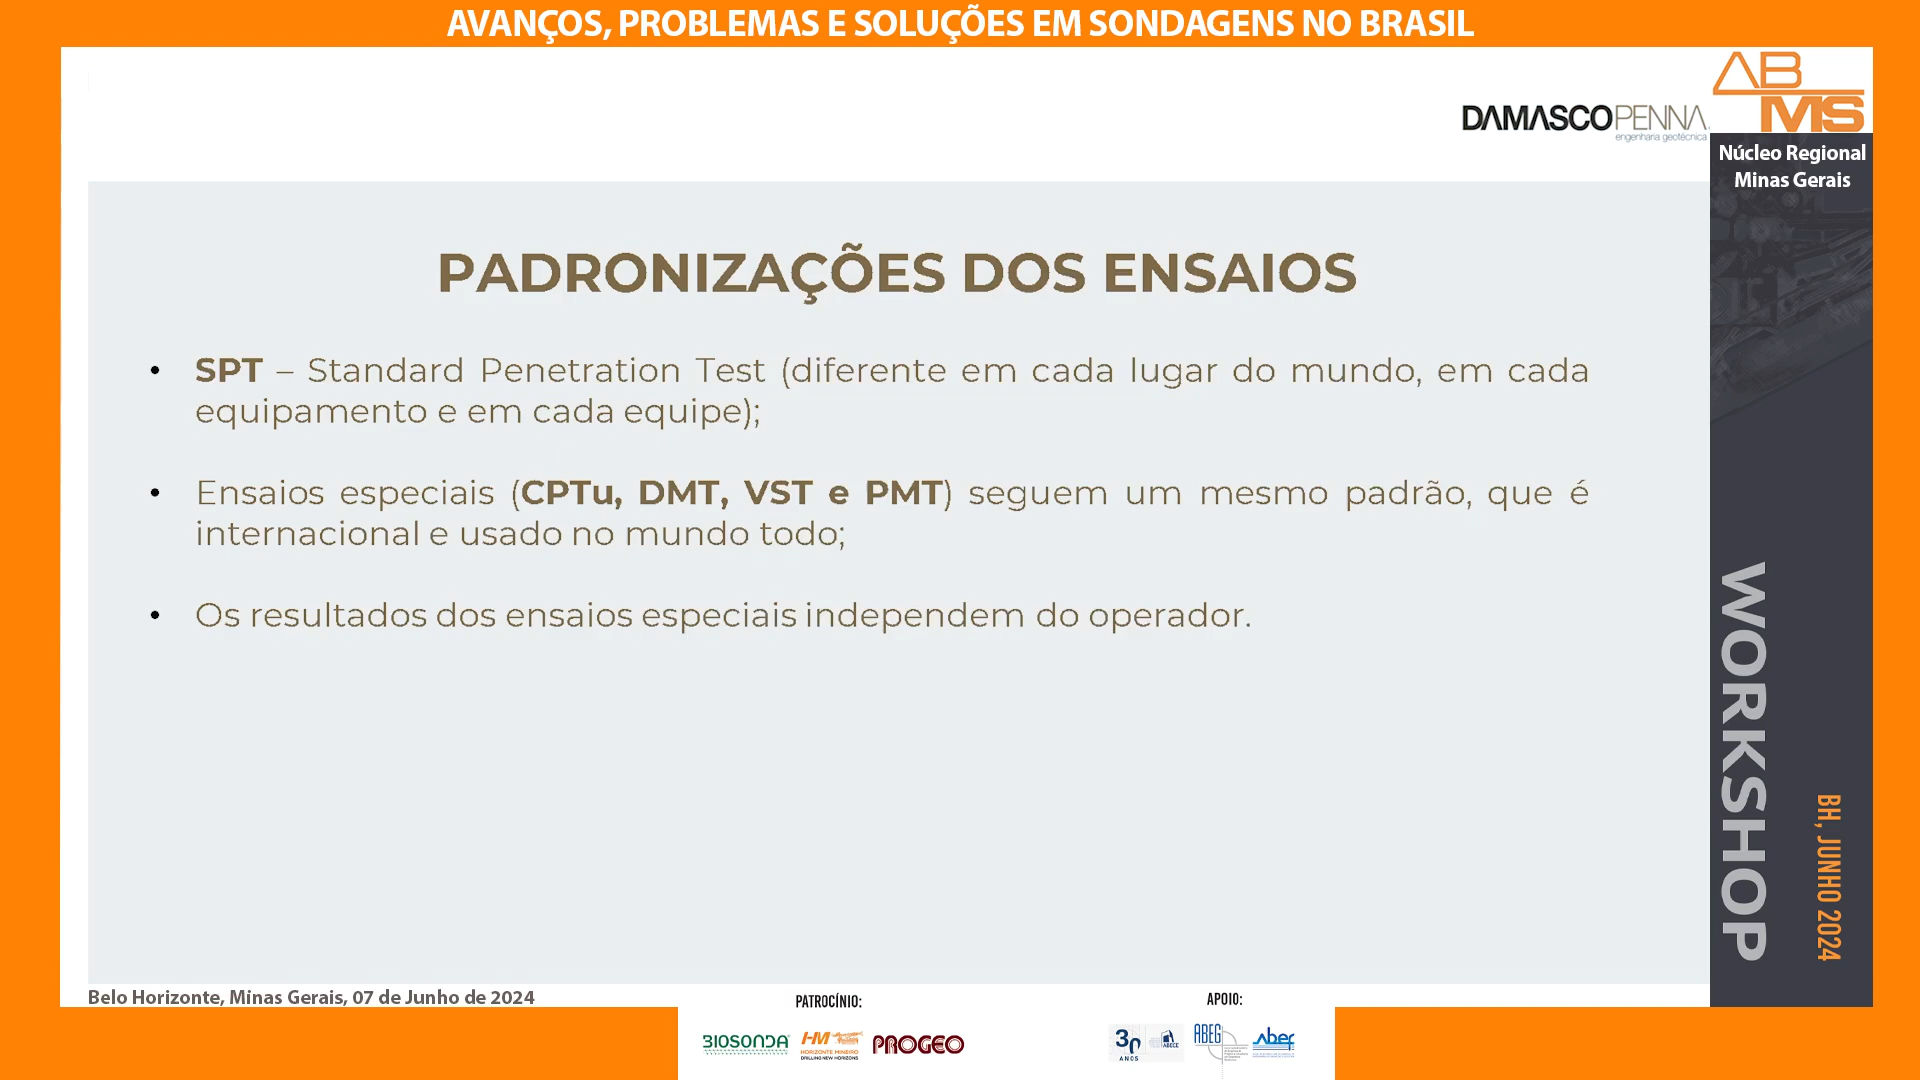 AVANÇOS, PROBLEMAS E SOLUÇÕES EM SONDAGENS NO BRASIL
AB
MS
DAMASCOPENNA
engenharia geotécnica
Núcleo Regional
Minas Gerais
PADRONIZAÇÕES DOS ENSAIOS
• SPT – Standard Penetration Test (diferente em cada lugar do mundo, em cada
equipamento e em cada equipe);
• Ensaios especiais (CPTu, DMT, VST e PMT) seguem um mesmo padrão, que é
internacional e usado no mundo todo;
• Os resultados dos ensaios especiais independem do operador.
WORKSHOP
BH, JUNHO 2024
Belo Horizonte, Minas Gerais, 07 de Junho de 2024
PATROCÍNIO:
BIOSONDA
HM
HORIZONTE MINEIRO
DRILLING NEW HORIZONS
PROGEO
APOIO:
30
ANOS
ABECE
ABEG
Abef